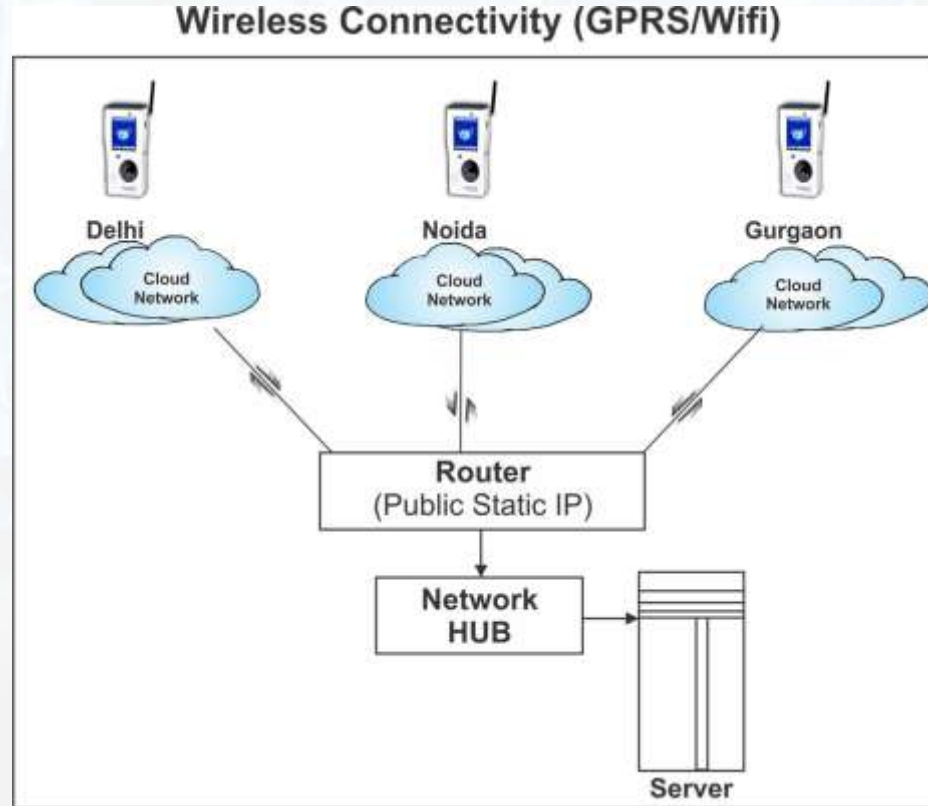 Wireless Connectivity (GPRS/Wifi)
Delhi
Noida
Gurgaon
Cloud
Network
Cloud
Network
Cloud
Network
Router
(Public Static IP)
Network
HUB
Server